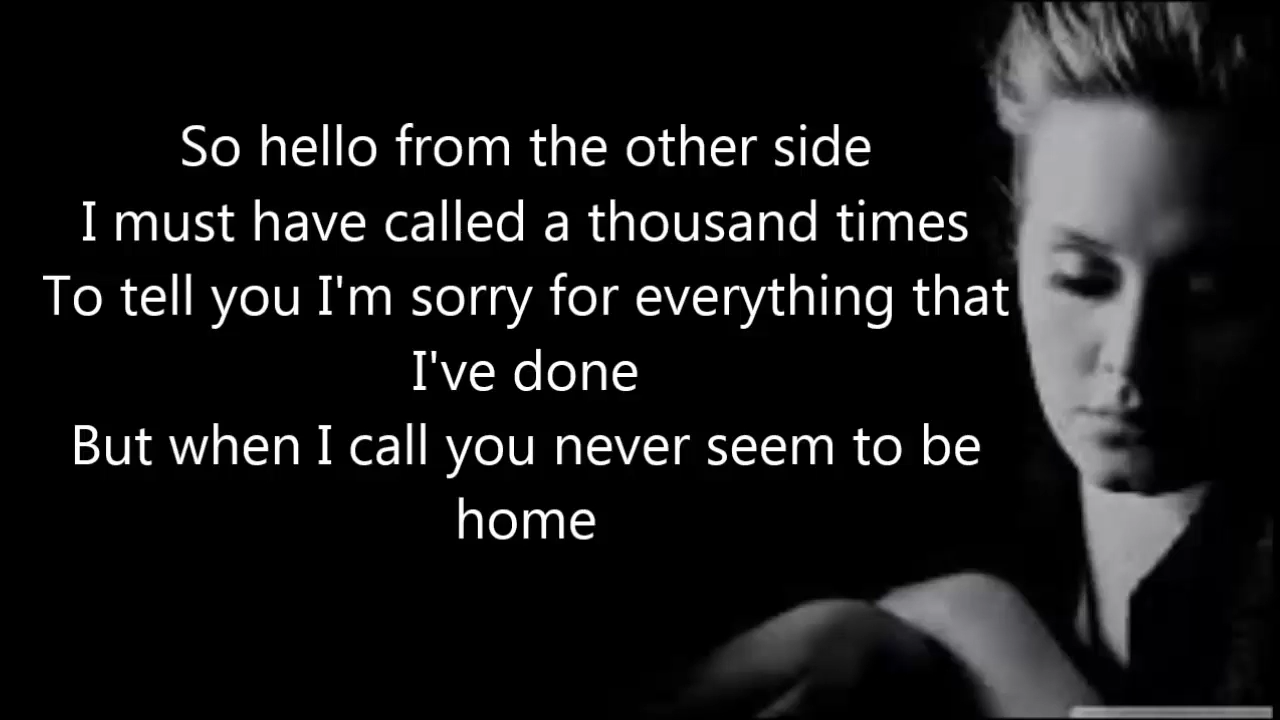 So hello from the other side
I must have called a thousand times
To tell you I'm sorry for everything that
I've done
But when I call you never seem to be
home